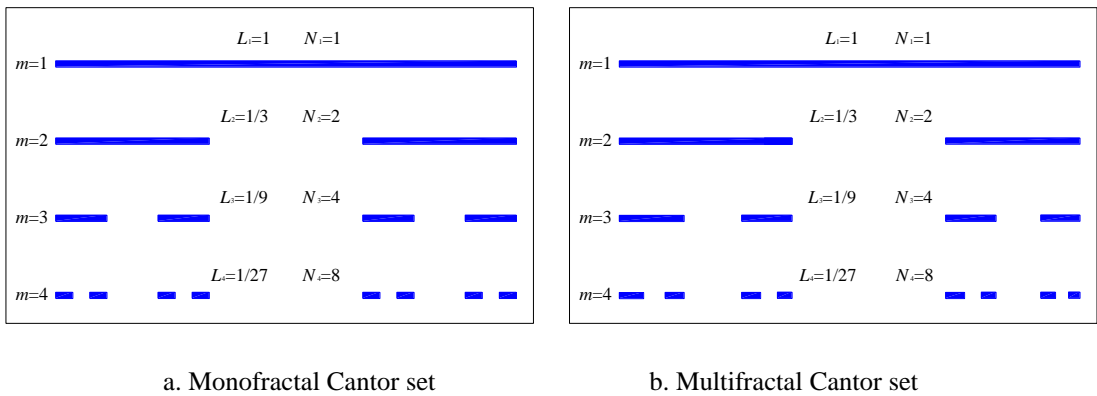 L₁=1 N₁=1
m=1
L₂=1/3 N₂=2
m=2
L₃=1/9 N₃=4
m=3
L₄=1/27 N₄=8
m=4
a. Monofractal Cantor set
L₁=1 N₁=1
m=1
L₂=1/3 N₂=2
m=2
L₃=1/9 N₃=4
m=3
L₄=1/27 N₄=8
m=4
b. Multifractal Cantor set